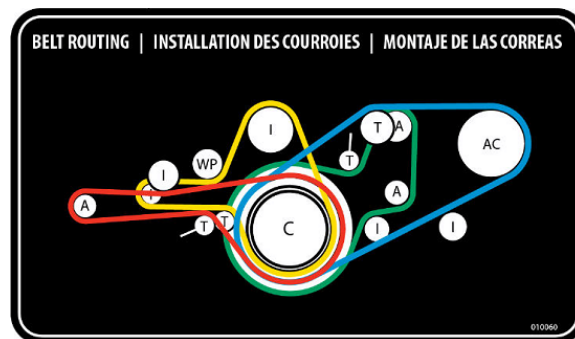 BELT ROUTING | INSTALLATION DES COURROIES | MONTAJE DE LAS CORREAS
I
T
A
AC
WP
T
I
A
A
T
T
C
I
I
010060